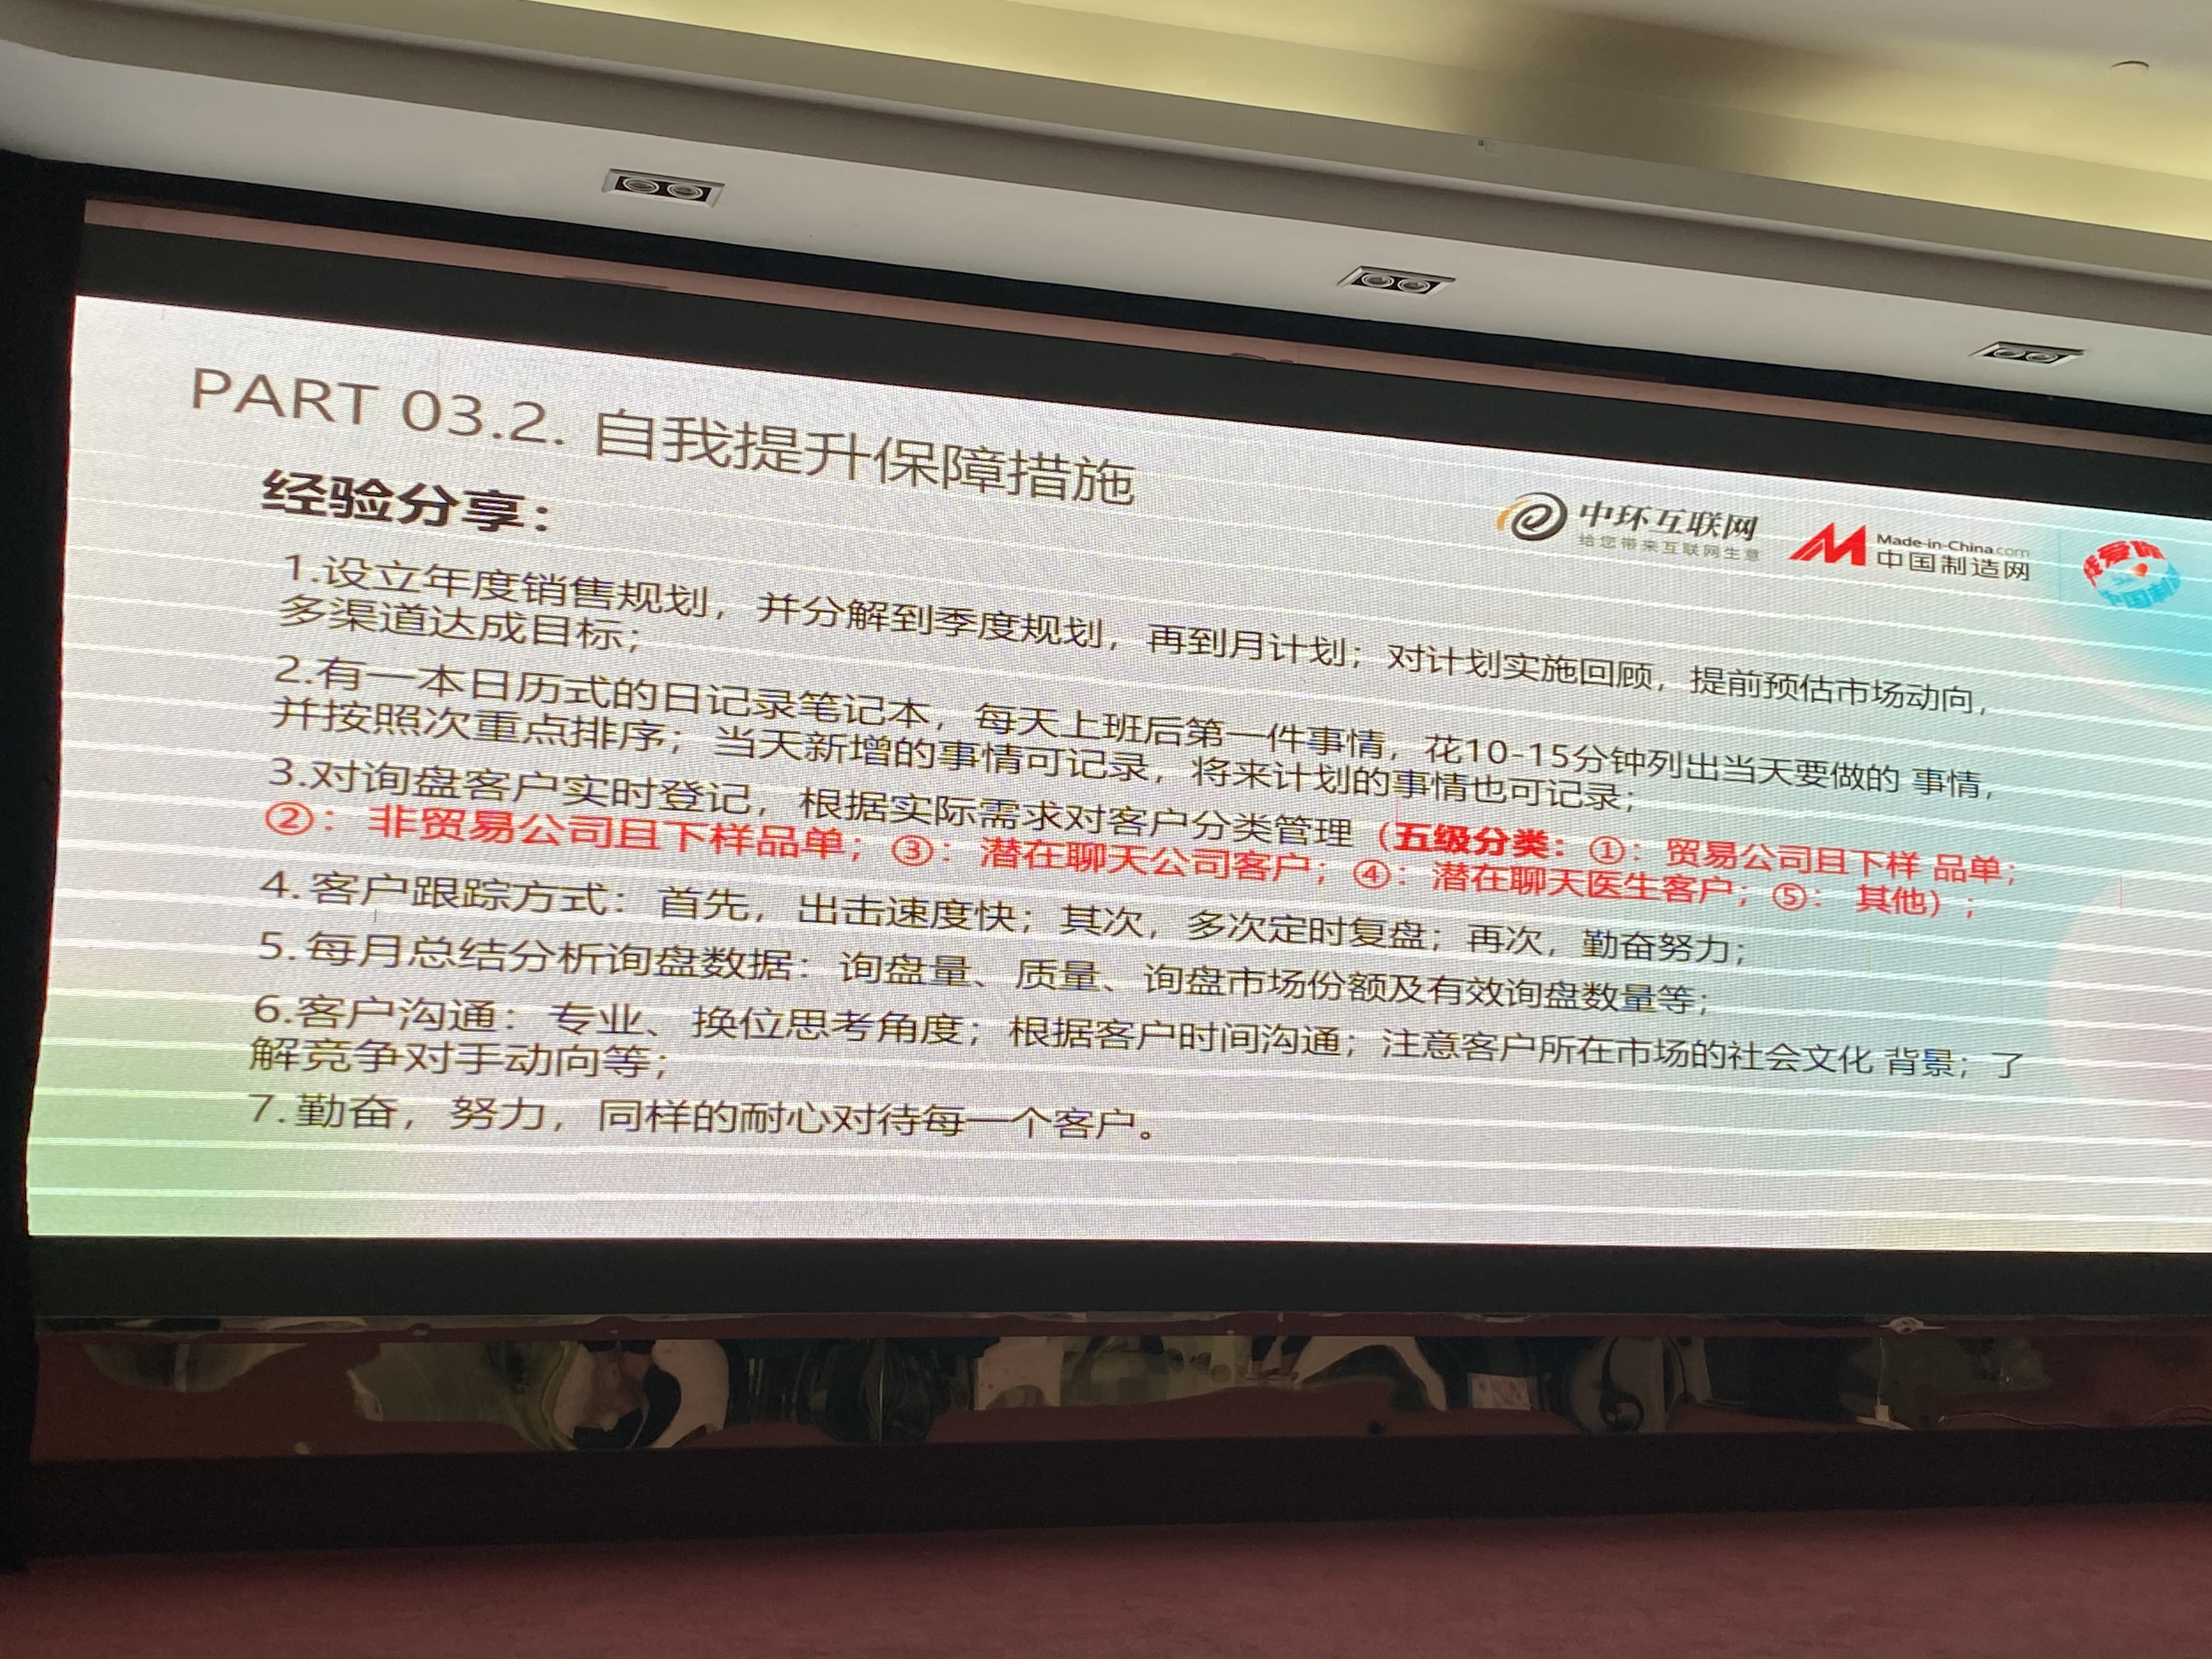 PART 03.2. 自我提升保障措施
经验分享：
中环互联网
给您带来互联网生意
Made-in-China.com
中国制造网
我爱你
中国制
1.设立年度销售规划，并分解到季度规划，再到月计划；对计划实施回顾，提前预估市场动向，
多渠道达成目标；
2.有一本日历式的日记录笔记本，每天上班后第一件事情，花10-15分钟列出当天要做的 事情，
并按照次重点排序；当天新增的事情可记录，将来计划的事情也可记录；
3.对询盘客户实时登记，根据实际需求对客户分类管理（五级分类：①：贸易公司且下样 品单；
②：非贸易公司且下样品单；③：潜在聊天公司客户；④：潜在聊天医生客户；⑤： 其他）；
4.客户跟踪方式：首先，出击速度快；其次，多次定时复盘；再次，勤奋努力；
5.每月总结分析询盘数据：询盘量、质量、询盘市场份额及有效询盘数量等；
6.客户沟通：专业、换位思考角度；根据客户时间沟通；注意客户所在市场的社会文化 背景；了
解竞争对手动向等；
7.勤奋，努力，同样的耐心对待每一个客户。